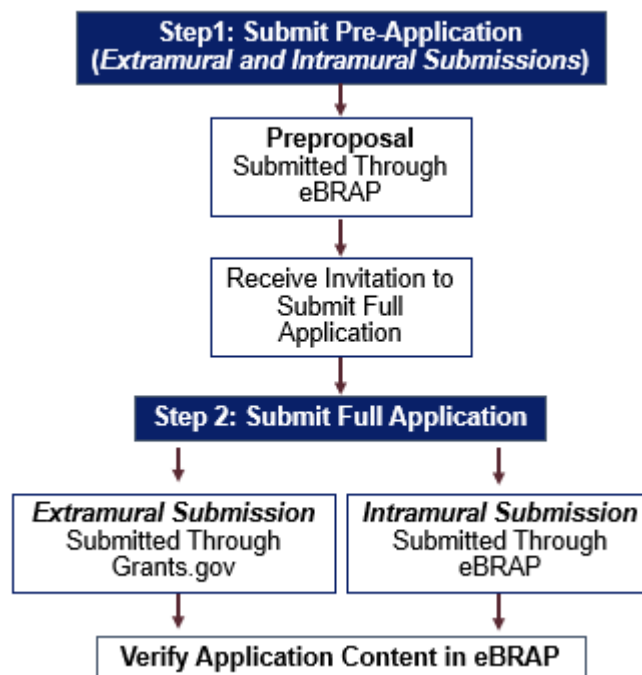 Step1: Submit Pre-Application
(Extramural and Intramural Submissions)
Preproposal
Submitted Through
eBRAP
Receive Invitation to
Submit Full
Application
Step 2: Submit Full Application
Extramural Submission
Submitted Through
Grants.gov
Intramural Submission
Submitted Through
eBRAP
Verify Application Content in eBRAP